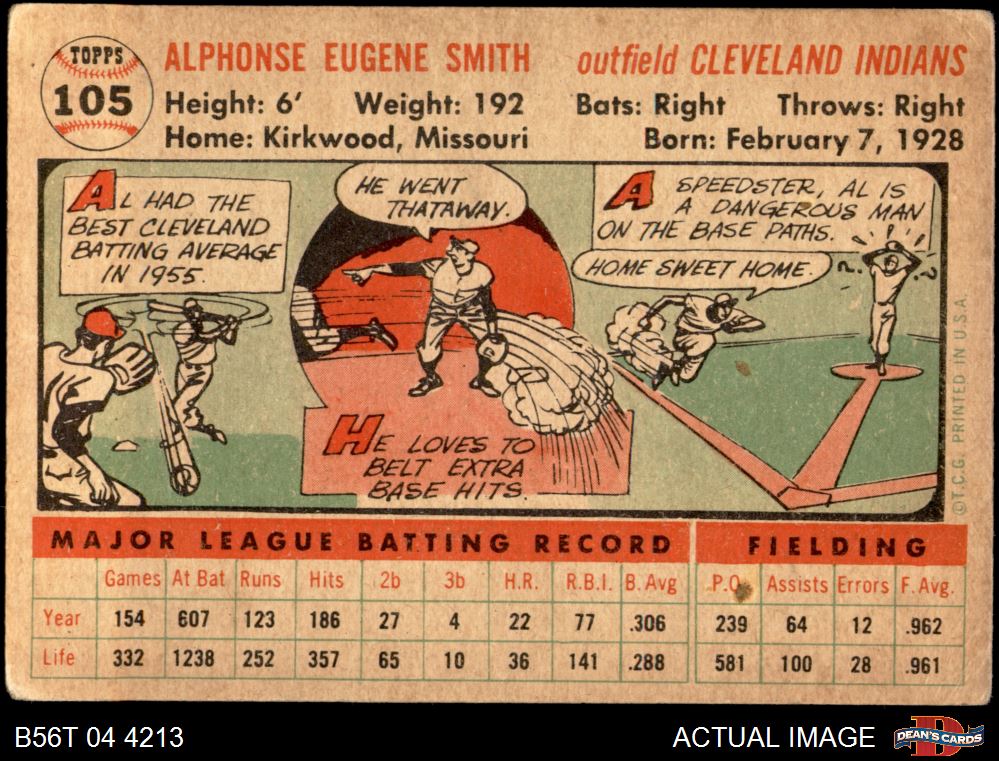 TOPPS
105
ALPHONSE EUGENE SMITH outfield CLEVELAND INDIANS
Height: 6' Weight: 192 Bats: Right Throws: Right
Home: Kirkwood, Missouri Born: February 7, 1928
AL HAD THE
BEST CLEVELAND
BATTING AVERAGE
IN 1955.
HE WENT
THATAWAY.
HE LOVES TO
BELT EXTRA
BASE HITS.
A SPEEDSTER, AL IS
A DANGEROUS MAN
ON THE BASE PATHS.
HOME SWEET HOME.
? ?
© T.C.G. PRINTED IN U.S.A.
MAJOR LEAGUE BATTING RECORD FIELDING
Games At Bat Runs Hits 2b 3b H.R. R.B.I. B. Avg P.O. Assists Errors F. Avg.
Year 154 607 123 186 27 4 22 77 .306 239 64 12 .962
Life 332 1238 252 357 65 10 36 141 .288 581 100 28 .961
B56T 04 4213 ACTUAL IMAGE DEAN'S CARDS